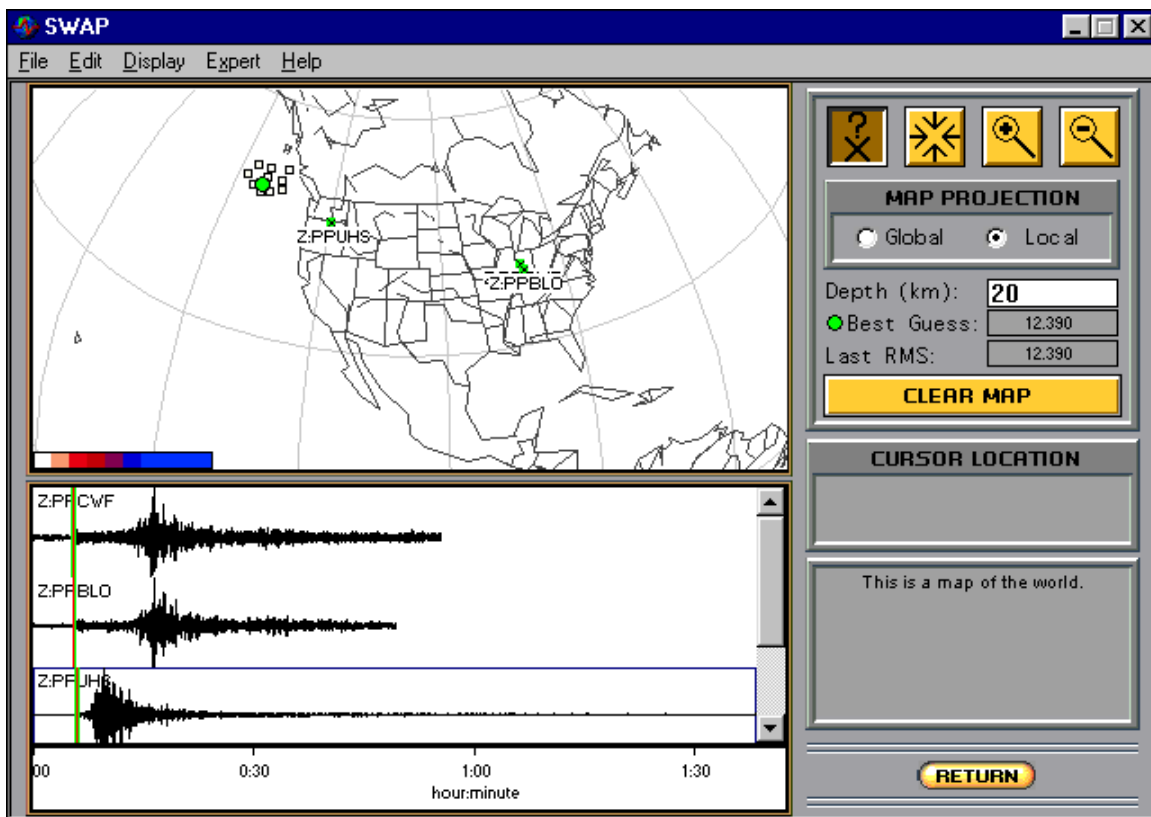 SWAP
File Edit Display Expert Help
Z:PPUHS
Z:PPBLO
?
MAP PROJECTION
Global Local
Depth (km): 20
Best Guess: 12.390
Last RMS: 12.390
CLEAR MAP
CURSOR LOCATION
This is a map of the world.
RETURN
Z:PPCWF
Z:PPBLO
Z:PPUHS
00 0:30 1:00 1:30
hour:minute